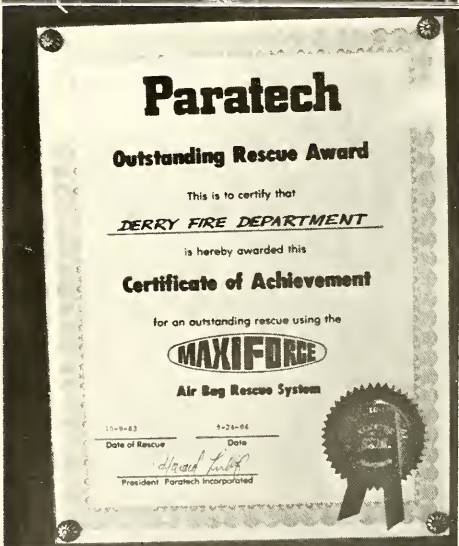 Paratech
Outstanding Rescue Award
This is to certify that
DERRY FIRE DEPARTMENT
is hereby awarded this
Certificate of Achievement
for an outstanding rescue using the
MAXIFORCE
Air Bag Rescue System
Date of Rescue Date
President Paratech Incorporated